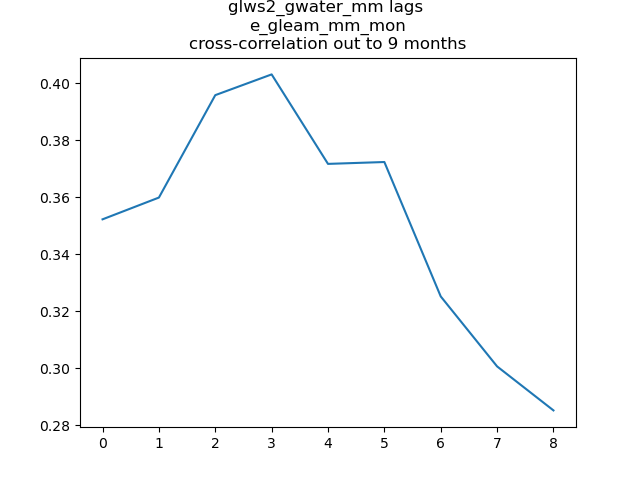 glws2_gwater_mm lags
e_gleam_mm_mon
cross-correlation out to 9 months
0.40
0.38
0.36
0.34
0.32
0.30
0.28
0 1 2 3 4 5 6 7 8